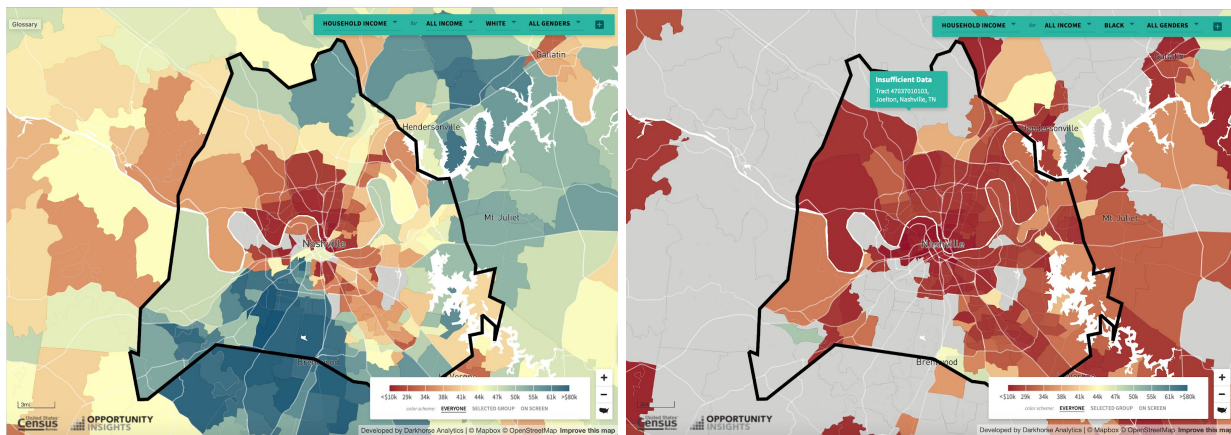 Glossary
HOUSEHOLD INCOME for ALL INCOME WHITE ALL GENDERS
Gallatin
Hendersonville
Mt. Juliet
Nashville
<$10k 29k 34k 38k 41k 44k 47k 50k 56k 61k >$80k
color scheme: EVERYONE SELECTED GROUP ON SCREEN
+
−
3mi
United States
Census
Bureau
OPPORTUNITY
INSIGHTS
Developed by Darkhorse Analytics | © Mapbox © OpenStreetMap Improve this map
HOUSEHOLD INCOME for ALL INCOME BLACK ALL GENDERS
Insufficient Data
Tract 47037010103,
Joelton, Nashville, TN
Mt. Juliet
Nashville
Brentwood
<$10k 29k 34k 38k 41k 44k 47k 50k 56k 61k >$80k
color scheme: EVERYONE SELECTED GROUP ON SCREEN
+
−
United States
Census
Bureau
OPPORTUNITY
INSIGHTS
Developed by Darkhorse Analytics | © Mapbox © OpenStreetMap Improve this map